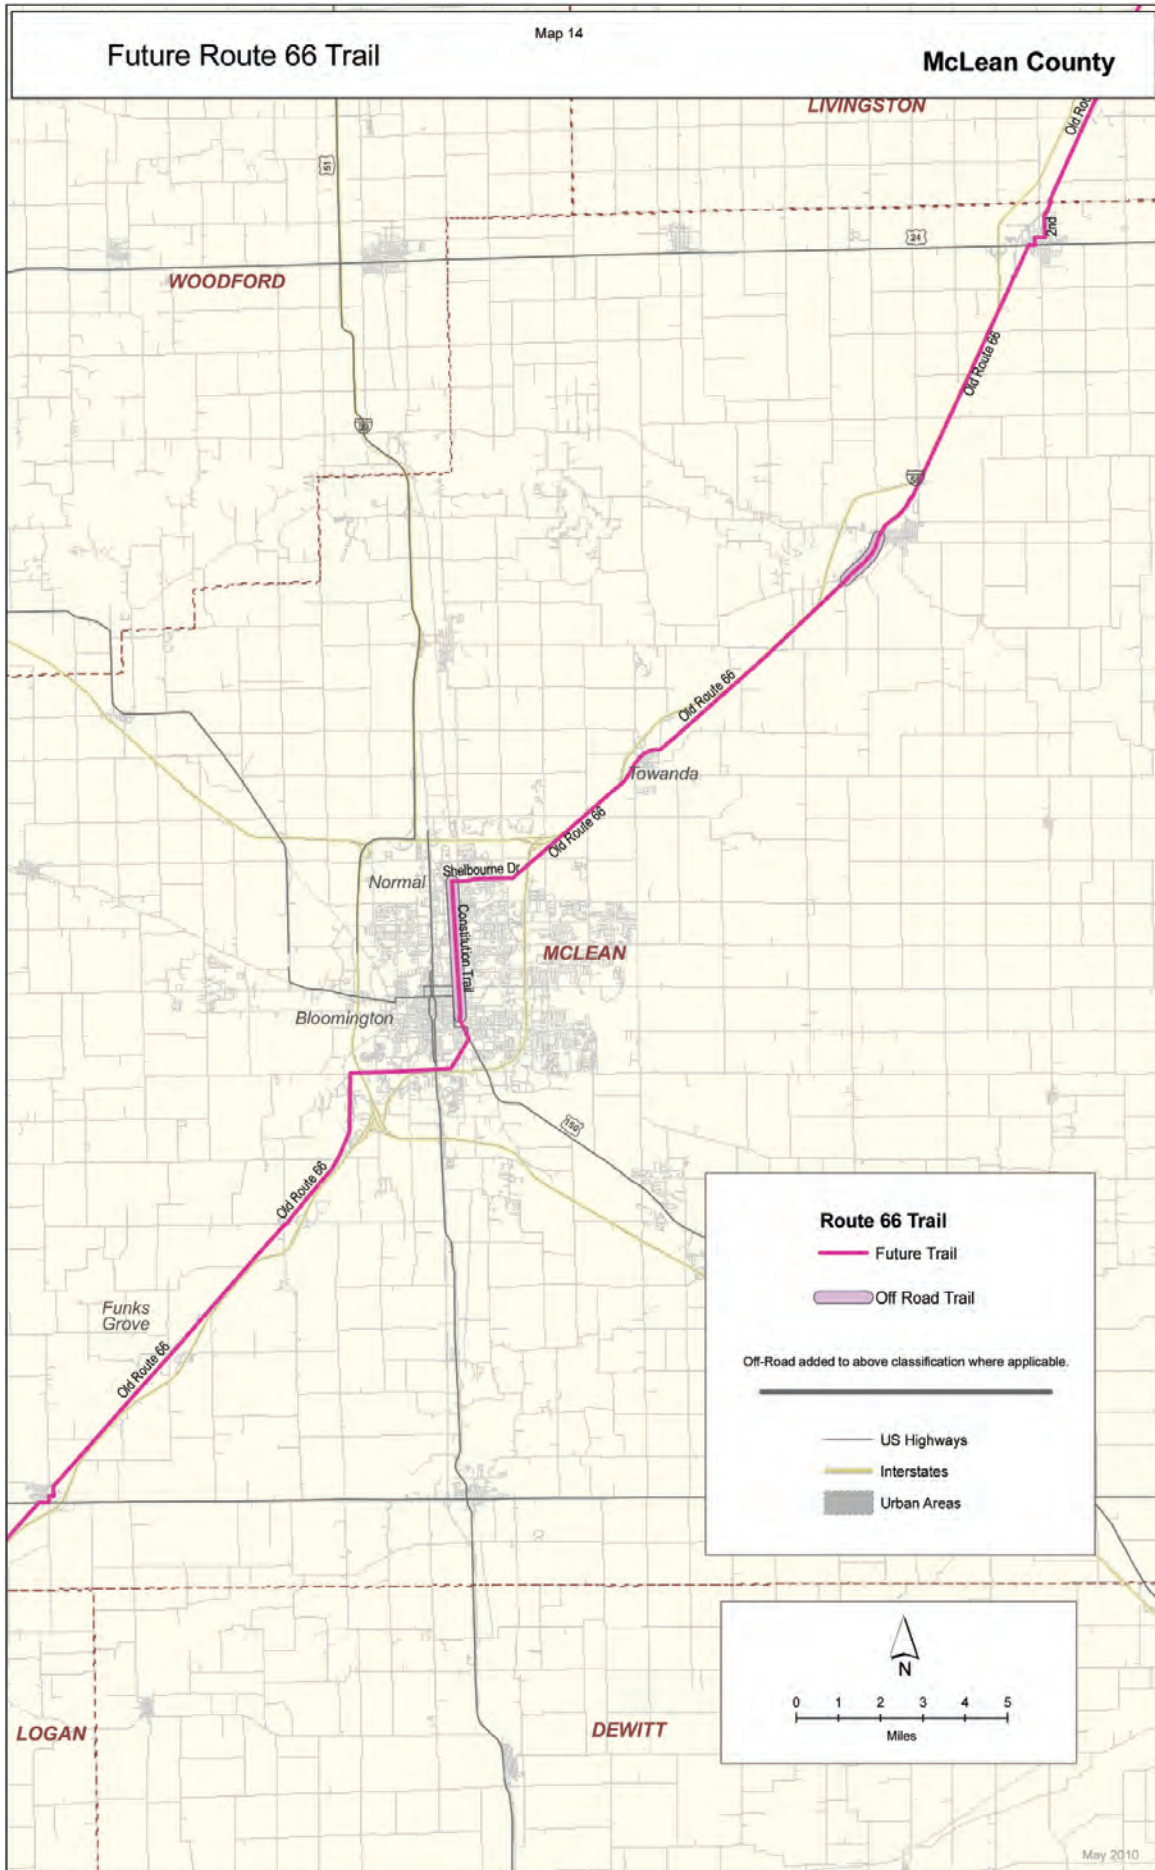 Map 14
Future Route 66 Trail
McLean County
LIVINGSTON
51
2nd
24
WOODFORD
Old Route 66
39
55
Old Route 66
Towanda
Old Route 66
Shelbourne Dr
Normal
Constitution Trail
MCLEAN
Bloomington
150
Old Route 66
Funks
Grove
Old Route 66
Route 66 Trail
Future Trail
Off Road Trail
Off-Road added to above classification where applicable.
US Highways
Interstates
Urban Areas
N
0 1 2 3 4 5
Miles
LOGAN
DEWITT
May 2010